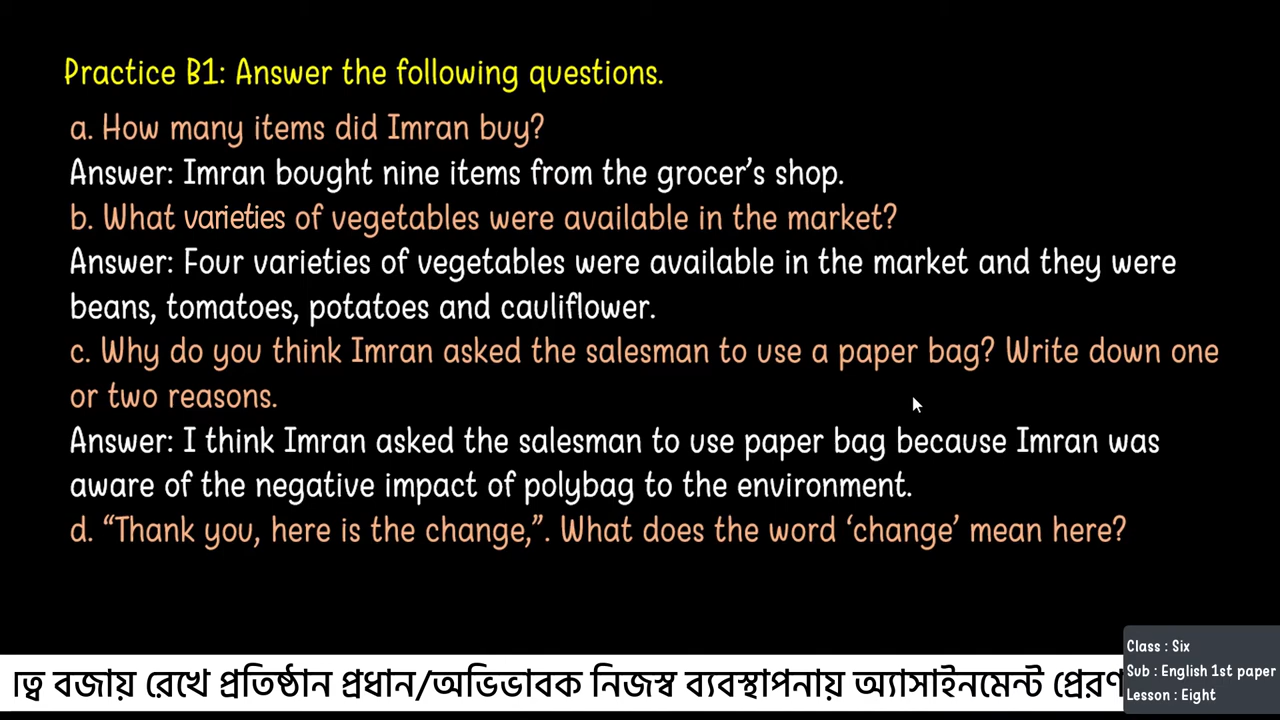 Practice B1: Answer the following questions.
a. How many items did Imran buy?
Answer: Imran bought nine items from the grocer's shop.
b. What varieties of vegetables were available in the market?
Answer: Four varieties of vegetables were available in the market and they were
beans, tomatoes, potatoes and cauliflower.
c. Why do you think Imran asked the salesman to use a paper bag? Write down one
or two reasons.
Answer: I think Imran asked the salesman to use paper bag because Imran was
aware of the negative impact of polybag to the environment.
d. “Thank you, here is the change,”. What does the word ‘change’ mean here?
বজায় রেখে প্রতিষ্ঠান প্রধান/অভিভাবক নিজস্ব ব্যবস্থাপনায় অ্যাসাইনমেন্ট
Class : Six
Sub : English 1st paper
Lesson : Eight